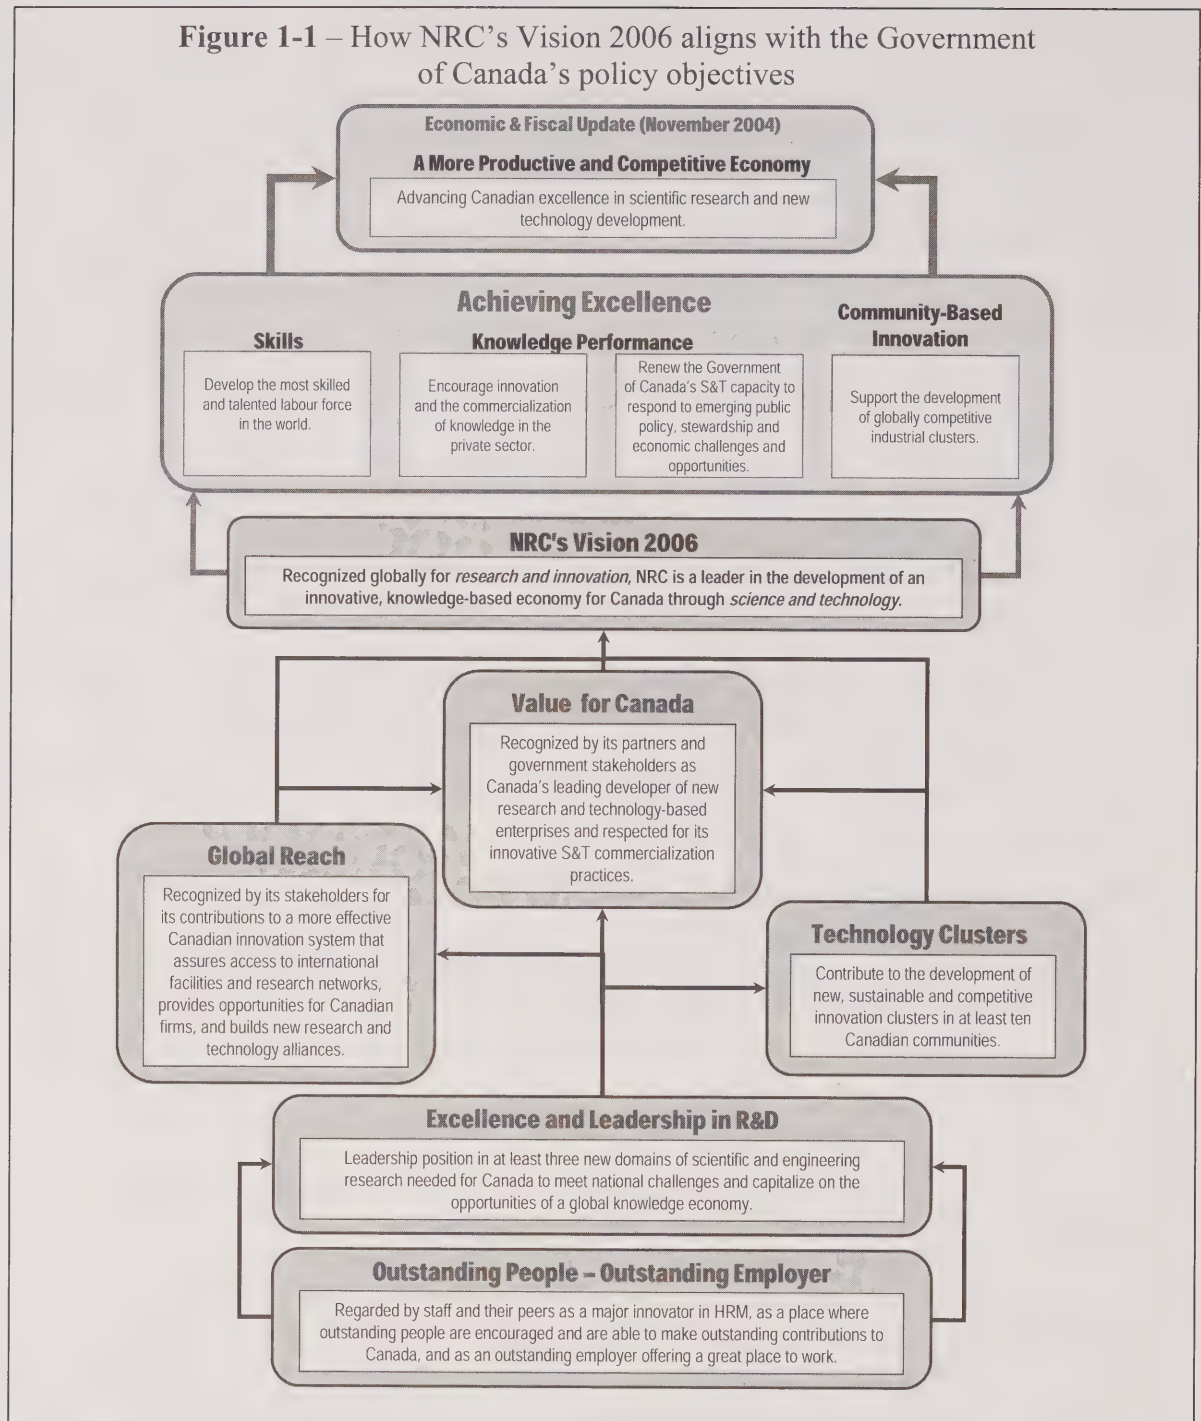 Figure 1-1 – How NRC's Vision 2006 aligns with the Government
of Canada's policy objectives
Economic & Fiscal Update (November 2004)
A More Productive and Competitive Economy
Advancing Canadian excellence in scientific research and new
technology development.
Achieving Excellence
Skills
Develop the most skilled
and talented labour force
in the world.
Knowledge Performance
Encourage innovation
and the commercialization
of knowledge in the
private sector.
Renew the Government
of Canada's S&T capacity to
respond to emerging public
policy, stewardship and
economic challenges and
opportunities.
Community-Based
Innovation
Support the development
of globally competitive
industrial clusters.
NRC's Vision 2006
Recognized globally for research and innovation, NRC is a leader in the development of an
innovative, knowledge-based economy for Canada through science and technology.
Value for Canada
Recognized by its partners and
government stakeholders as
Canada's leading developer of new
research and technology-based
enterprises and respected for its
innovative S&T commercialization
practices.
Global Reach
Recognized by its stakeholders for
its contributions to a more effective
Canadian innovation system that
assures access to international
facilities and research networks,
provides opportunities for Canadian
firms, and builds new research and
technology alliances.
Technology Clusters
Contribute to the development of
new, sustainable and competitive
innovation clusters in at least ten
Canadian communities.
Excellence and Leadership in R&D
Leadership position in at least three new domains of scientific and engineering
research needed for Canada to meet national challenges and capitalize on the
opportunities of a global knowledge economy.
Outstanding People – Outstanding Employer
Regarded by staff and their peers as a major innovator in HRM, as a place where
outstanding people are encouraged and are able to make outstanding contributions to
Canada, and as an outstanding employer offering a great place to work.